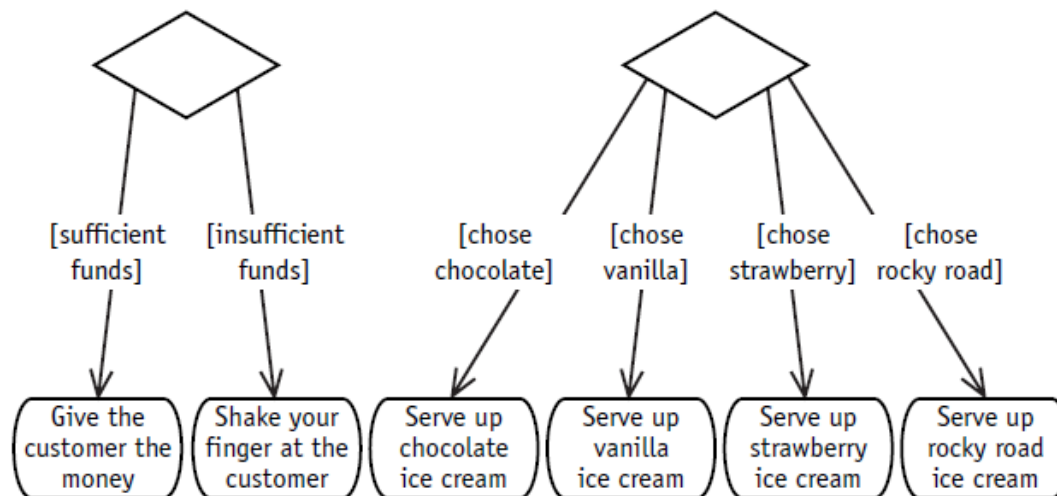 [sufficient
funds]
[insufficient
funds]
[chose
chocolate]
[chose
vanilla]
[chose
strawberry]
[chose
rocky road]
Give the
customer the
money
Shake your
finger at the
customer
Serve up
chocolate
ice cream
Serve up
vanilla
ice cream
Serve up
strawberry
ice cream
Serve up
rocky road
ice cream